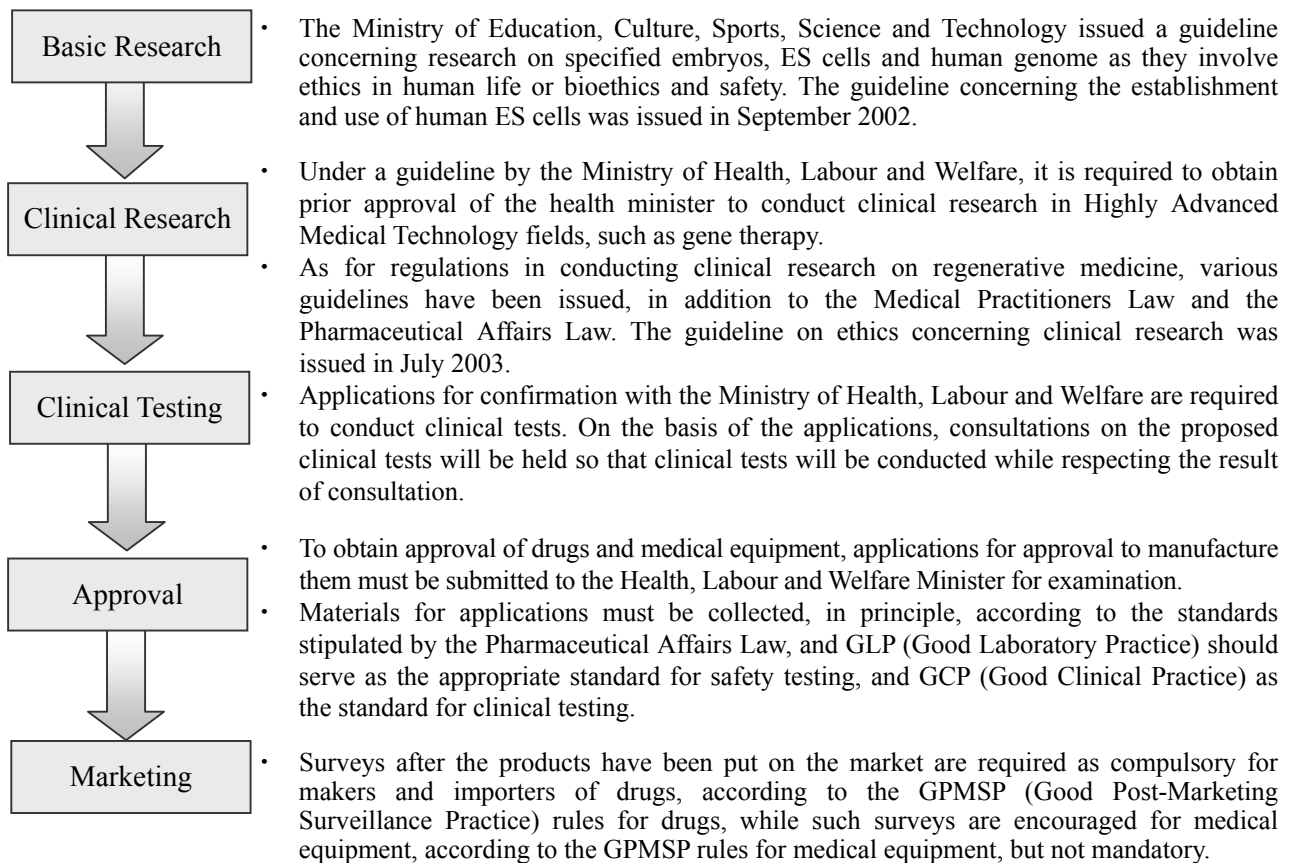 Basic Research
・ The Ministry of Education, Culture, Sports, Science and Technology issued a guideline
concerning research on specified embryos, ES cells and human genome as they involve
ethics in human life or bioethics and safety. The guideline concerning the establishment
and use of human ES cells was issued in September 2002.
Clinical Research
・ Under a guideline by the Ministry of Health, Labour and Welfare, it is required to obtain
prior approval of the health minister to conduct clinical research in Highly Advanced
Medical Technology fields, such as gene therapy.
・ As for regulations in conducting clinical research on regenerative medicine, various
guidelines have been issued, in addition to the Medical Practitioners Law and the
Pharmaceutical Affairs Law. The guideline on ethics concerning clinical research was
issued in July 2003.
Clinical Testing
・ Applications for confirmation with the Ministry of Health, Labour and Welfare are required
to conduct clinical tests. On the basis of the applications, consultations on the proposed
clinical tests will be held so that clinical tests will be conducted while respecting the result
of consultation.
Approval
・ To obtain approval of drugs and medical equipment, applications for approval to manufacture
them must be submitted to the Health, Labour and Welfare Minister for examination.
・ Materials for applications must be collected, in principle, according to the standards
stipulated by the Pharmaceutical Affairs Law, and GLP (Good Laboratory Practice) should
serve as the appropriate standard for safety testing, and GCP (Good Clinical Practice) as
the standard for clinical testing.
Marketing
・ Surveys after the products have been put on the market are required as compulsory for
makers and importers of drugs, according to the GPMSP (Good Post-Marketing
Surveillance Practice) rules for drugs, while such surveys are encouraged for medical
equipment, according to the GPMSP rules for medical equipment, but not mandatory.